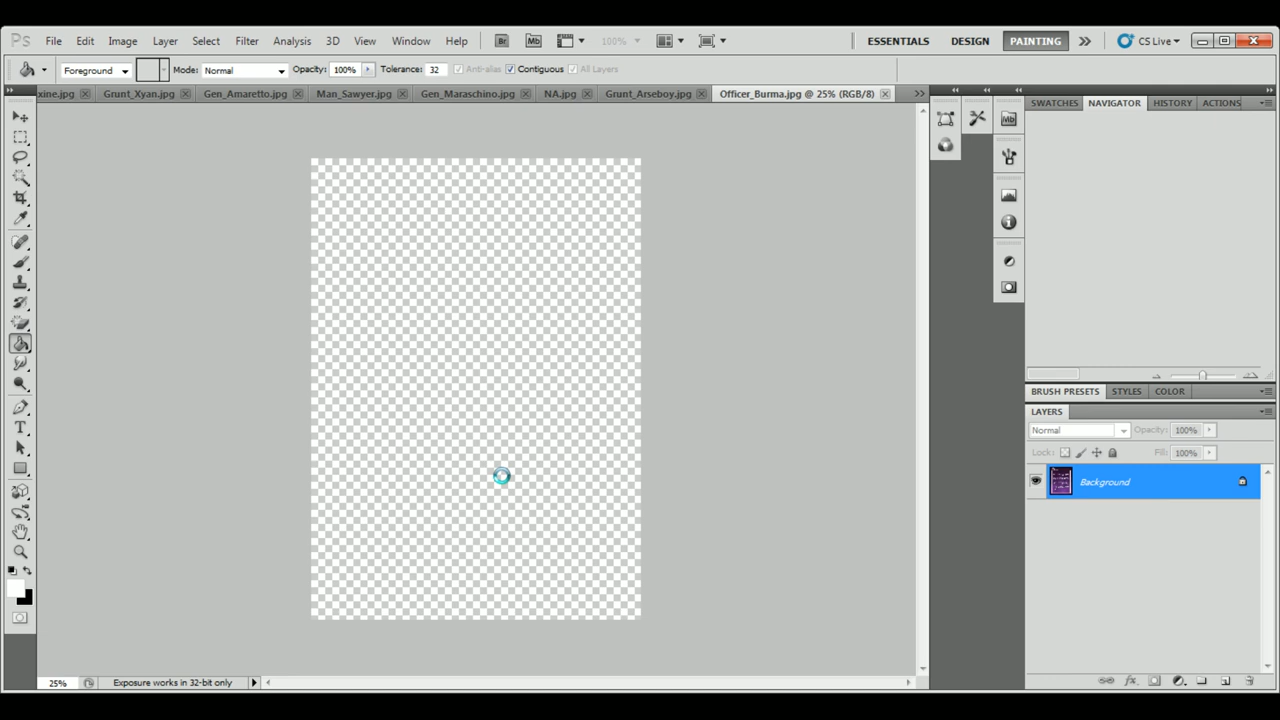 Ps File Edit Image Layer Select Filter Analysis 3D View Window Help Br Mb 100% ESSENTIALS DESIGN PAINTING CS Live
Foreground Mode: Normal Opacity: 100% Tolerance: 32 Anti-alias Contiguous All Layers
xine.jpg Grunt_Xyan.jpg Gen_Amaretto.jpg Man_Sawyer.jpg Gen_Maraschino.jpg NA.jpg Grunt_Arseboy.jpg Officer_Burma.jpg @ 25% (RGB/8)
SWATCHES NAVIGATOR HISTORY ACTIONS
Mb
BRUSH PRESETS STYLES COLOR
LAYERS
Normal Opacity: 100%
Lock: Fill: 100%
Background
25% Exposure works in 32-bit only